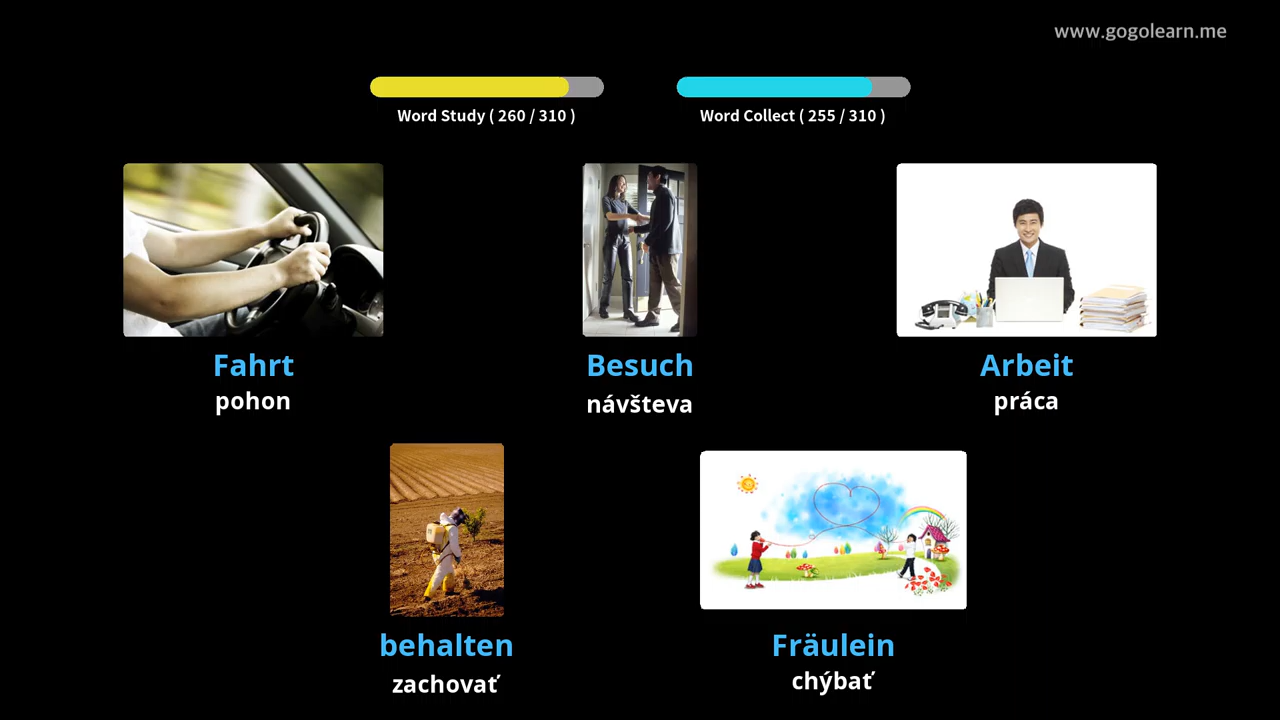 www.gogolearn.me
Word Study ( 260 / 310 )
Word Collect ( 255 / 310 )
Fahrt
pohon
Besuch
návšteva
Arbeit
práca
behalten
zachovať
Fräulein
chýbať